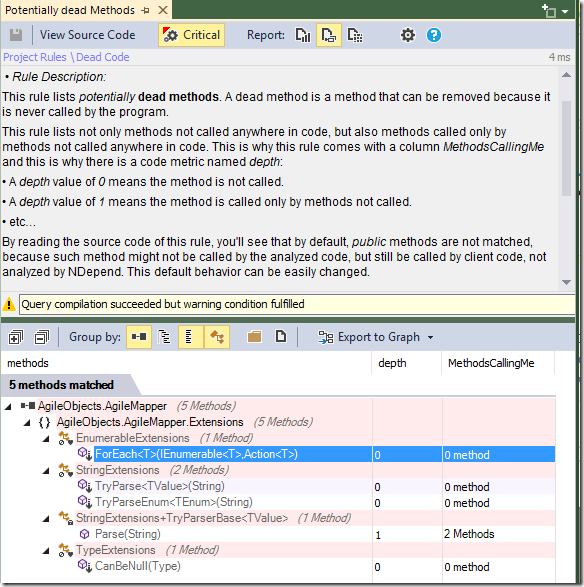 Potentially dead Methods
View Source Code
Critical
Report:
Project Rules \ Dead Code
4 ms
• Rule Description:
This rule lists potentially dead methods. A dead method is a method that can be removed because it
is never called by the program.
This rule lists not only methods not called anywhere in code, but also methods called only by
methods not called anywhere in code. This is why this rule comes with a column MethodsCallingMe
and this is why there is a code metric named depth:
• A depth value of 0 means the method is not called.
• A depth value of 1 means the method is called only by methods not called.
• etc...
By reading the source code of this rule, you'll see that by default, public methods are not matched,
because such method might not be called by the analyzed code, but still be called by client code, not
analyzed by NDepend. This default behavior can be easily changed.
Query compilation succeeded but warning condition fulfilled
Group by:
Export to Graph
methods depth MethodsCallingMe
5 methods matched
AgileObjects.AgileMapper (5 Methods)
{ } AgileObjects.AgileMapper.Extensions (5 Methods)
EnumerableExtensions (1 Method)
ForEach<T>(IEnumerable<T>,Action<T>) 0 0 method
StringExtensions (2 Methods)
TryParse<TValue>(String) 0 0 method
TryParseEnum<TEnum>(String) 0 0 method
StringExtensions+TryParserBase<TValue> (1 Method)
Parse(String) 1 2 Methods
TypeExtensions (1 Method)
CanBeNull(Type) 0 0 method